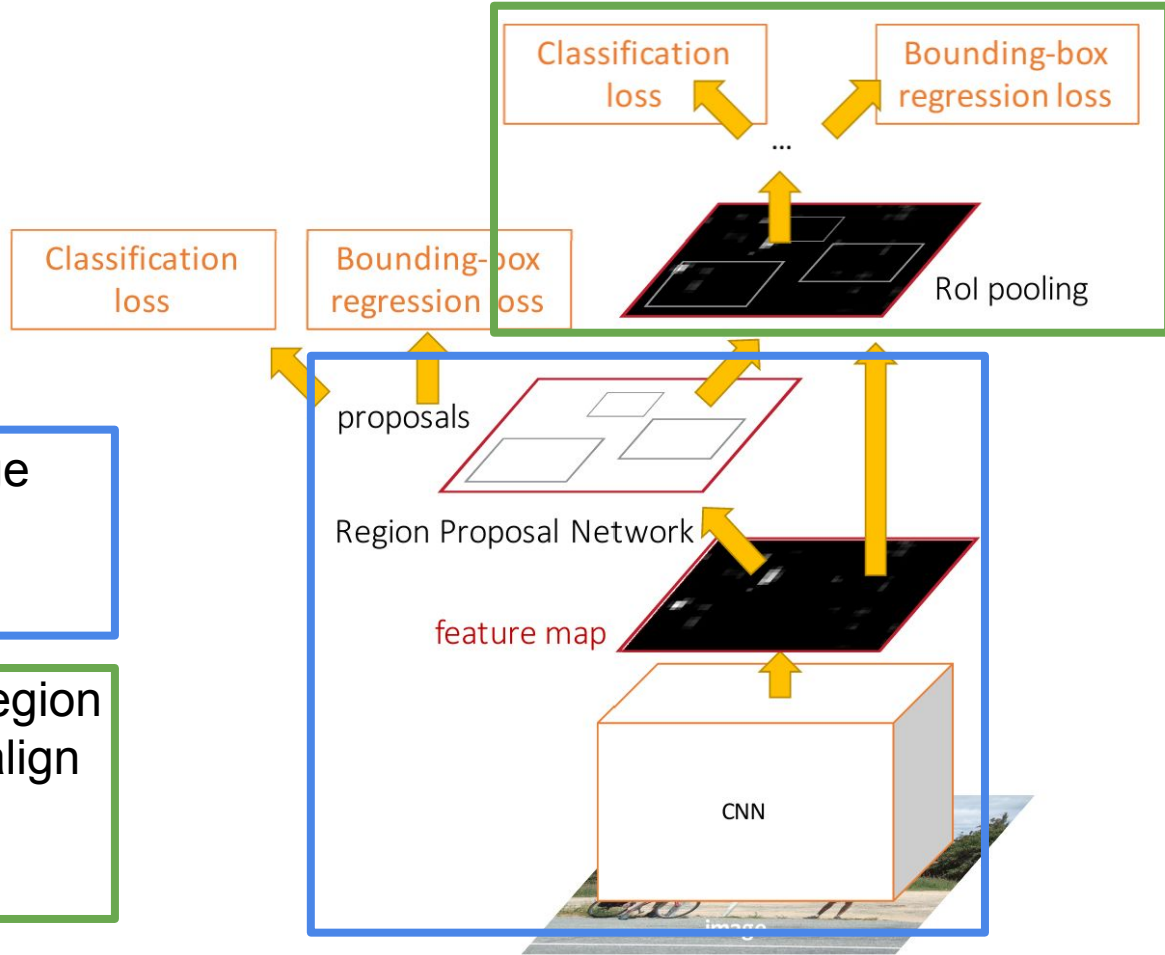 Classification
loss
Bounding-box
regression loss
...
Classification
loss
Bounding-box
regression loss
RoI pooling
proposals
Region Proposal Network
feature map
CNN
image
egion
align